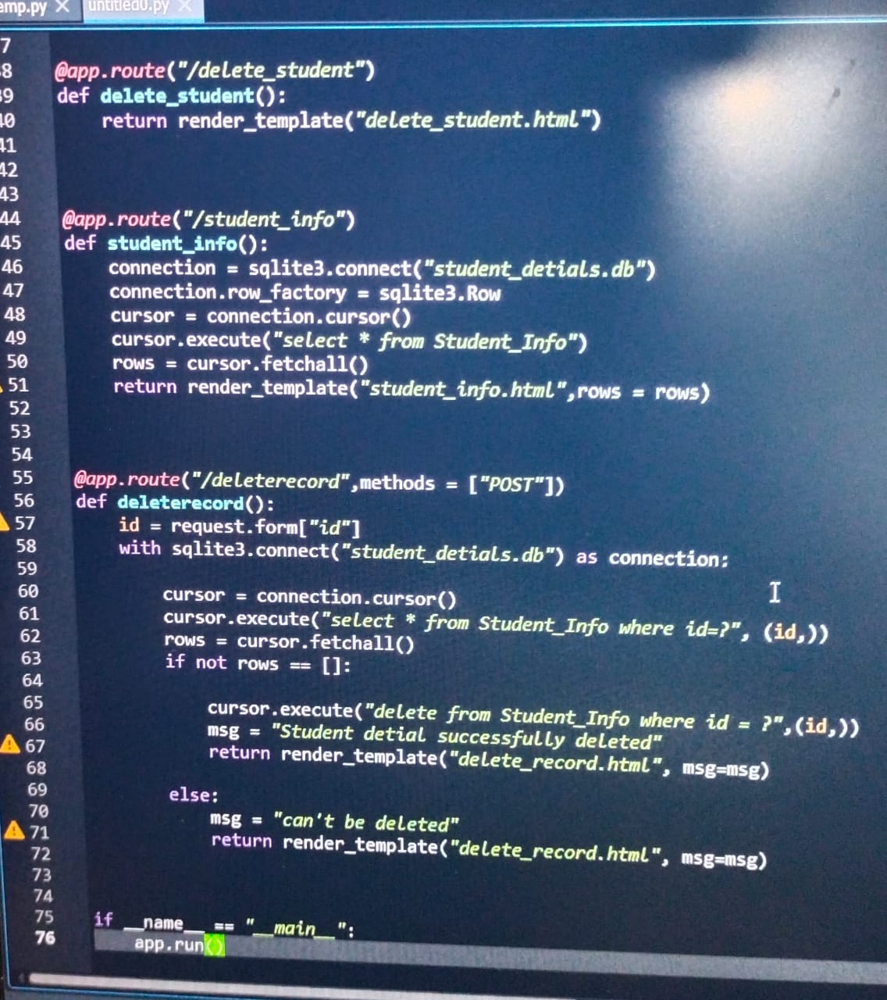 emp.py X untitled0.py X
7
8 @app.route("/delete_student")
39 def delete_student():
40 return render_template("delete_student.html")
41
42
43
44 @app.route("/student_info")
45 def student_info():
46 connection = sqlite3.connect("student_detials.db")
47 connection.row_factory = sqlite3.Row
48 cursor = connection.cursor()
49 cursor.execute("select * from Student_Info")
50 rows = cursor.fetchall()
51 return render_template("student_info.html",rows = rows)
52
53
54
55 @app.route("/deleterecord",methods = ["POST"])
56 def deleterecord():
57 id = request.form["id"]
58 with sqlite3.connect("student_detials.db") as connection:
59
60 cursor = connection.cursor()
61 cursor.execute("select * from Student_Info where id=?", (id,))
62 rows = cursor.fetchall()
63 if not rows == []:
64
65 cursor.execute("delete from Student_Info where id = ?",(id,))
66 msg = "Student detial successfully deleted"
67 return render_template("delete_record.html", msg=msg)
68
69 else:
70 msg = "can't be deleted"
71 return render_template("delete_record.html", msg=msg)
72
73
74
75 if __name__ == "__main__":
76 app.run()